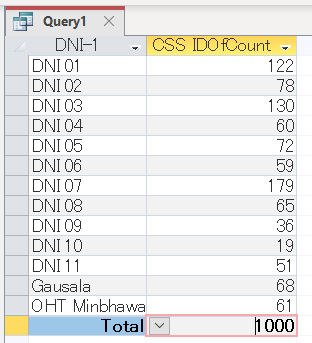 Query1
DNI-1 CSS IDOfCount
DNI 01 122
DNI 02 78
DNI 03 130
DNI 04 60
DNI 05 72
DNI 06 59
DNI 07 179
DNI 08 65
DNI 09 36
DNI 10 19
DNI 11 51
Gausala 68
OHT Minbhawa 61
Total 1000